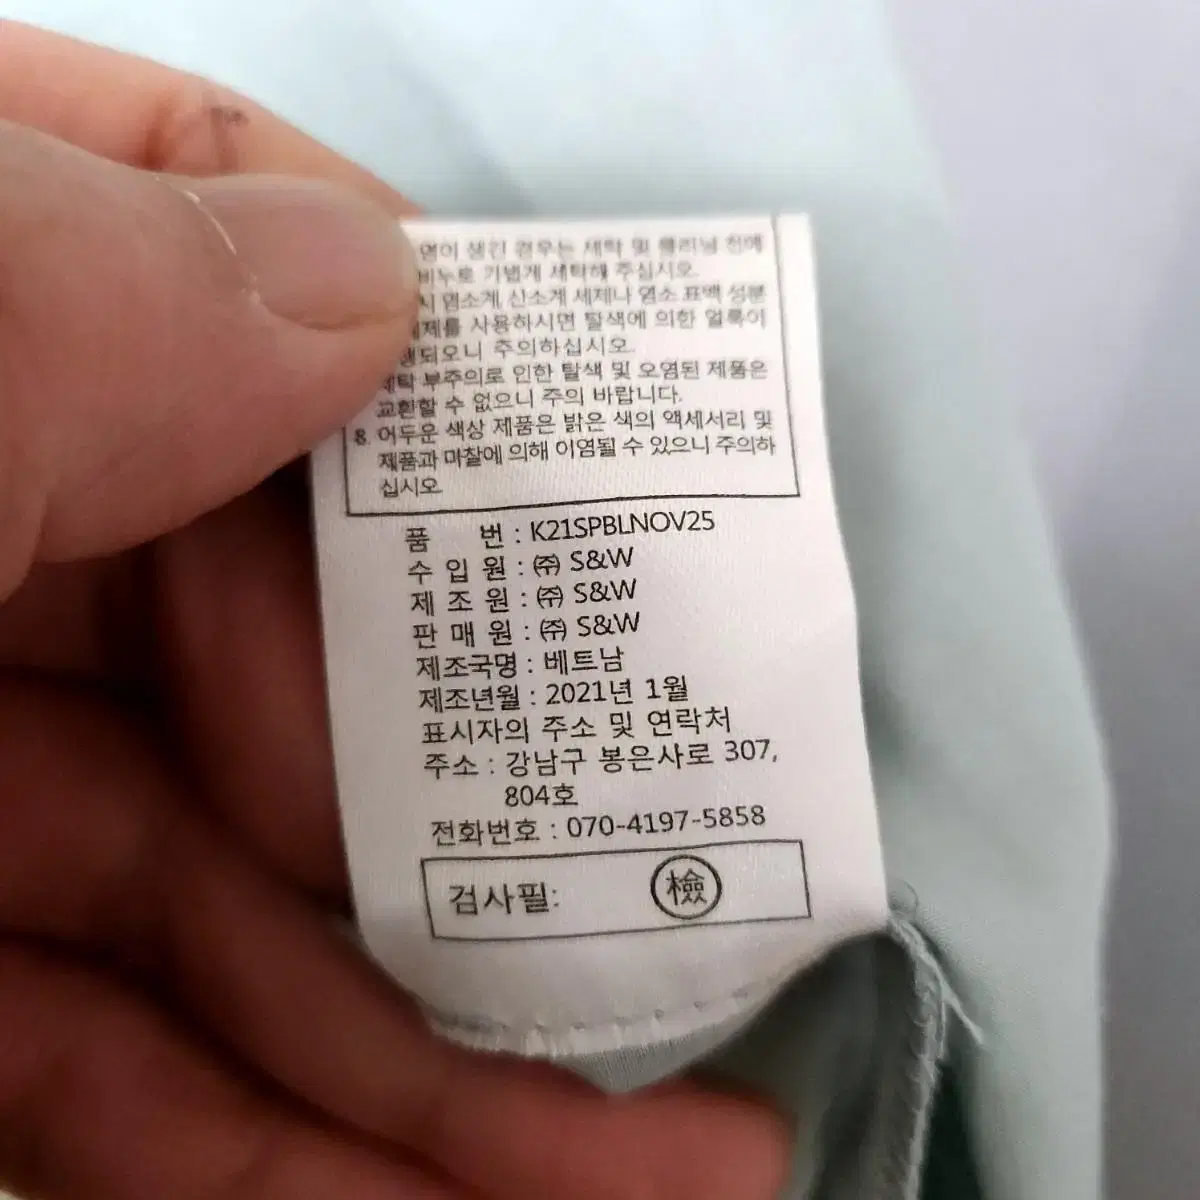 염이 생긴 경우는 세탁 및 클리닝 전에
비누로 가볍게 세탁해 주십시오.
시 염소계, 산소계 세제나 염소 표백 성분
세제를 사용하시면 탈색에 의한 얼룩이
되오니 주의하십시오.
세탁 부주의로 인한 탈색 및 오염된 제품은
교환할 수 없으니 주의 바랍니다.
8. 어두운 색상 제품은 밝은 색의 액세서리 및
제품과 마찰에 의해 이염될 수 있으니 주의하
십시오
품 번 : K21SPBLNOV25
수 입 원 : ㈜ S&W
제 조 원 : ㈜ S&W
판 매 원 : ㈜ S&W
제조국명 : 베트남
제조년월 : 2021년 1월
표시자의 주소 및 연락처
주소 : 강남구 봉은사로 307,
804호
전화번호 : 070-4197-5858
검사필: 檢